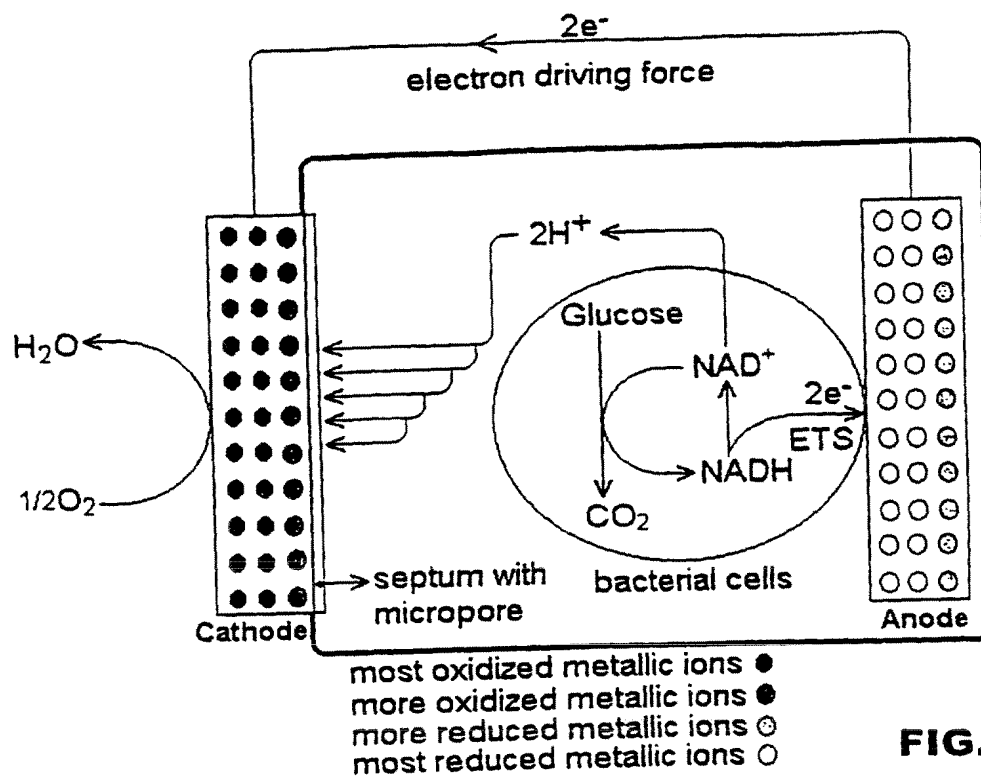 2e⁻
electron driving force
2H⁺
Glucose
H₂O
NAD⁺
2e⁻
ETS
NADH
1/2O₂
CO₂
septum with
micropore
bacterial cells
Cathode
Anode
most oxidized metallic ions
more oxidized metallic ions
more reduced metallic ions
most reduced metallic ions
FIG.